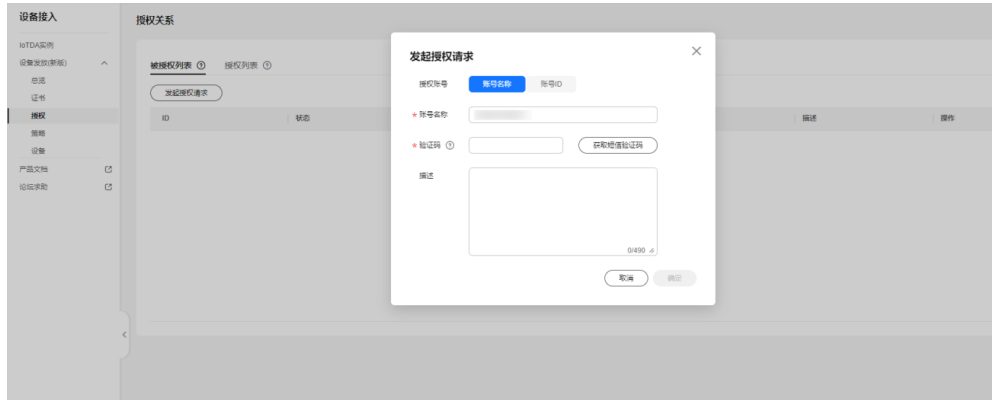 设备接入
IoTDA实例
设备发放(新版)
总览
证书
授权
策略
设备
产品文档
论坛求助
授权关系
被授权列表 授权列表
发起授权请求
ID 状态 描述 操作
发起授权请求
授权账号 账号名称 账号ID
* 账号名称
* 验证码 获取短信验证码
描述
0/490
取消 确定